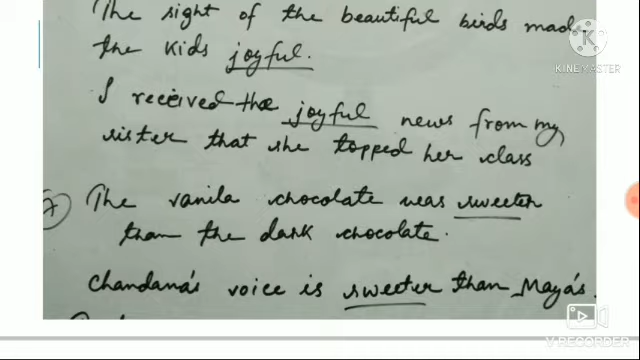 The sight of the beautiful birds made
the kids joyful.
I received the joyful news from my
sister that she topped her class
7) The vanila chocolate was sweeter
than the dark chocolate.
Chandana's voice is sweeter than Maya's.
KINEMASTER
V RECORDER